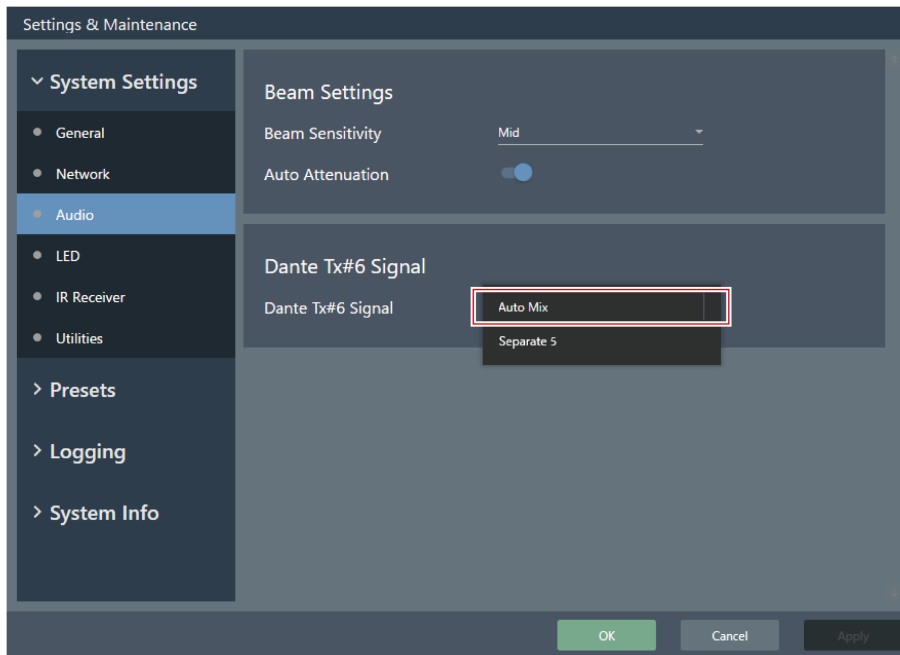 Settings & Maintenance
System Settings
General
Network
Audio
LED
IR Receiver
Utilities
Presets
Logging
System Info
Beam Settings
Beam Sensitivity Mid
Auto Attenuation
Dante Tx#6 Signal
Dante Tx#6 Signal Auto Mix
Separate 5
OK Cancel Apply